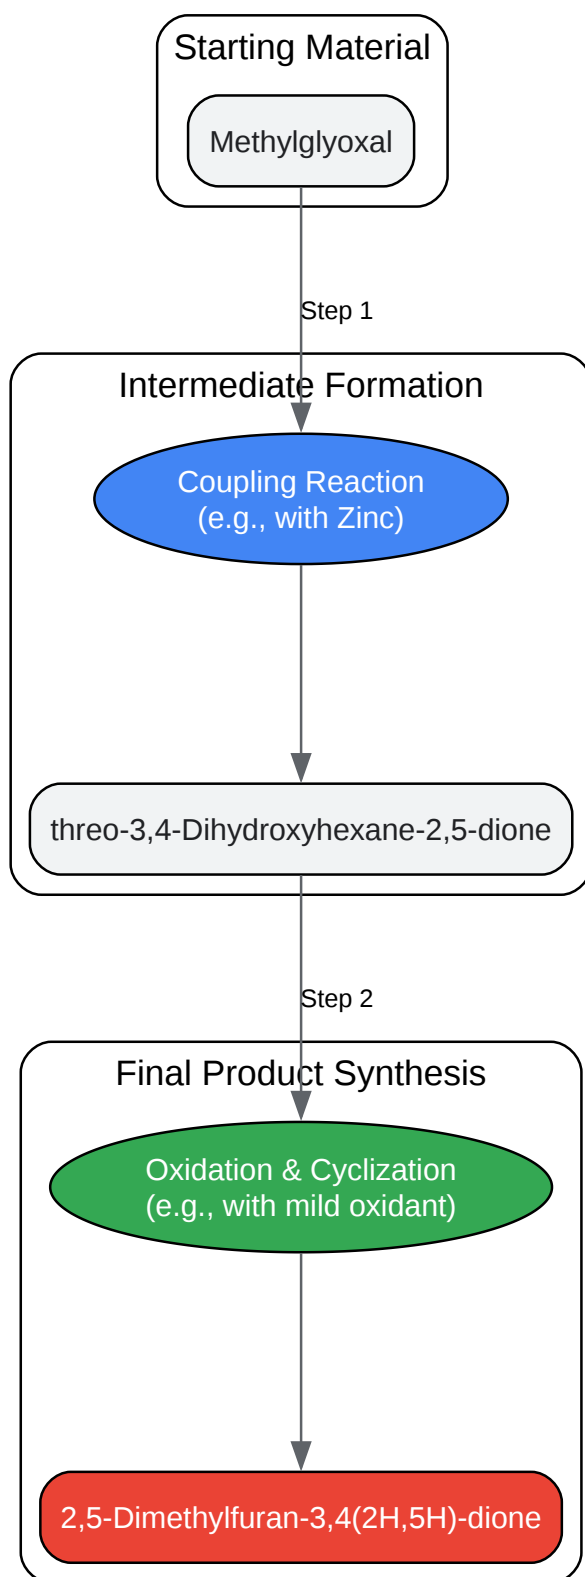 Starting Material
Methylglyoxal
Step 1
Intermediate Formation
Coupling Reaction
(e.g., with Zinc)
threo-3,4-Dihydroxyhexane-2,5-dione
Step 2
Final Product Synthesis
Oxidation & Cyclization
(e.g., with mild oxidant)
2,5-Dimethylfuran-3,4(2H,5H)-dione